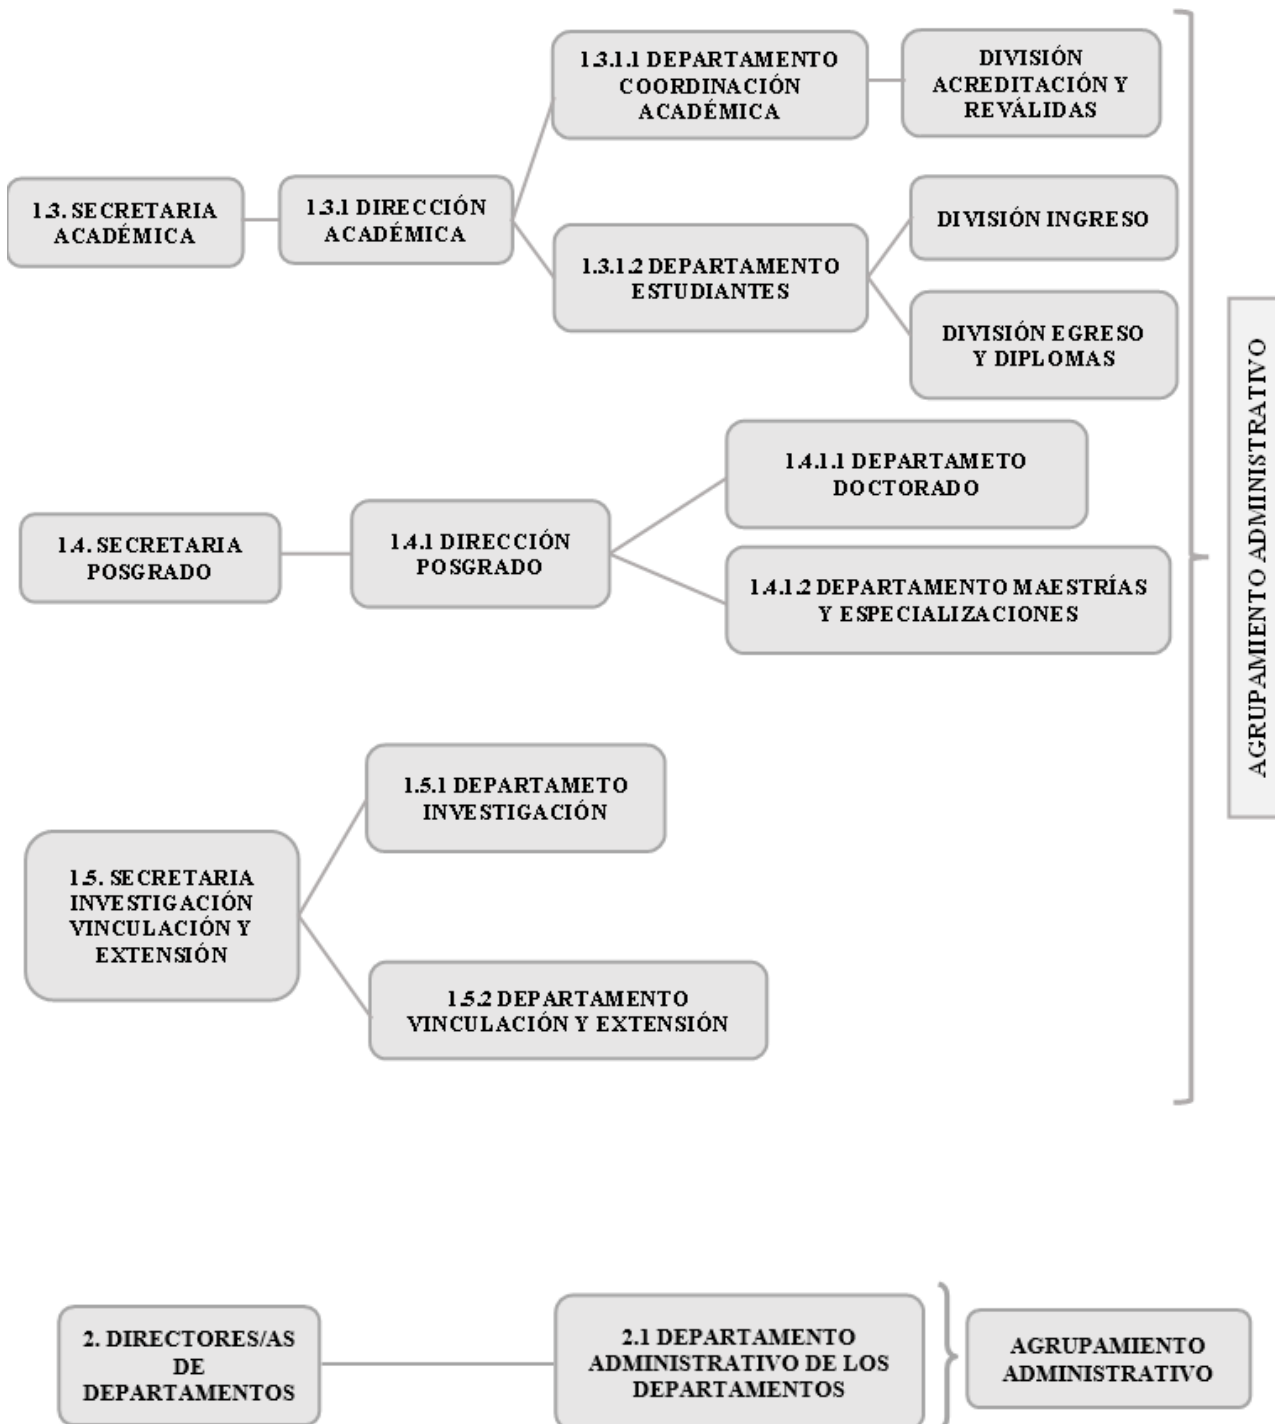 1.3. SECRETARIA
ACADÉMICA
1.3.1 DIRECCIÓN
ACADÉMICA
1.3.1.1 DEPARTAMENTO
COORDINACIÓN
ACADÉMICA
DIVISIÓN
ACREDITACIÓN Y
REVÁLIDAS
1.3.1.2 DEPARTAMENTO
ESTUDIANTES
DIVISIÓN INGRESO
DIVISIÓN EGRESO
Y DIPLOMAS
1.4. SECRETARIA
POSGRADO
1.4.1 DIRECCIÓN
POSGRADO
1.4.1.1 DEPARTAMETO
DOCTORADO
1.4.1.2 DEPARTAMENTO MAESTRÍAS
Y ESPECIALIZACIONES
1.5. SECRETARIA
INVESTIGACIÓN
VINCULACIÓN Y
EXTENSIÓN
1.5.1 DEPARTAMETO
INVESTIGACIÓN
1.5.2 DEPARTAMENTO
VINCULACIÓN Y EXTENSIÓN
AGRUPAMIENTO ADMINISTRATIVO
2. DIRECTORES/AS
DE
DEPARTAMENTOS
2.1 DEPARTAMENTO
ADMINISTRATIVO DE LOS
DEPARTAMENTOS
AGRUPAMIENTO
ADMINISTRATIVO